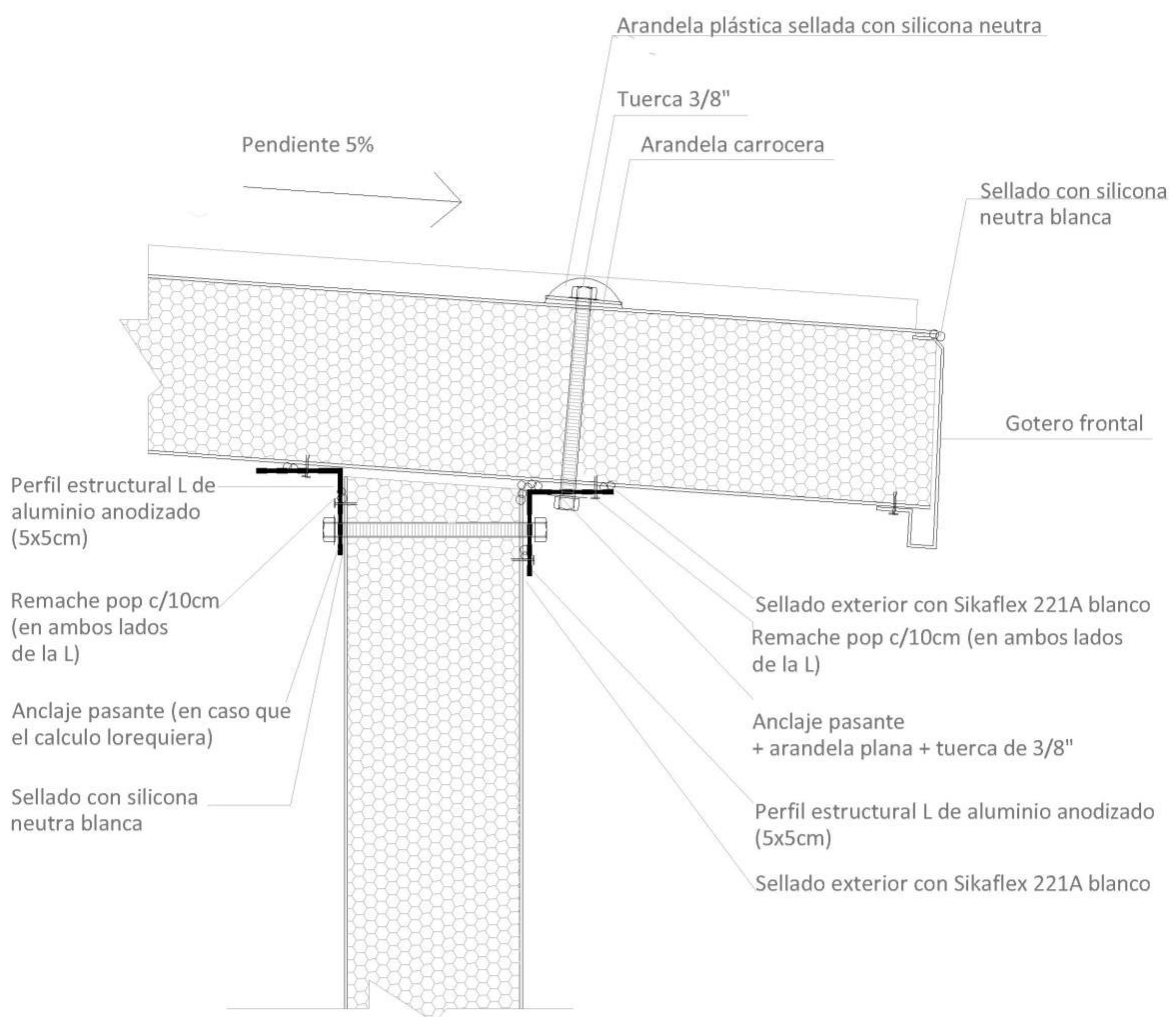 Arandela plástica sellada con silicona neutra
Tuerca 3/8"
Pendiente 5%
Arandela carrocera
Sellado con silicona
neutra blanca
Gotero frontal
Perfil estructural L de
aluminio anodizado
(5x5cm)
Remache pop c/10cm
(en ambos lados
de la L)
Anclaje pasante (en caso que
el calculo lorequiera)
Sellado con silicona
neutra blanca
Sellado exterior con Sikaflex 221A blanco
Remache pop c/10cm (en ambos lados
de la L)
Anclaje pasante
+ arandela plana + tuerca de 3/8"
Perfil estructural L de aluminio anodizado
(5x5cm)
Sellado exterior con Sikaflex 221A blanco